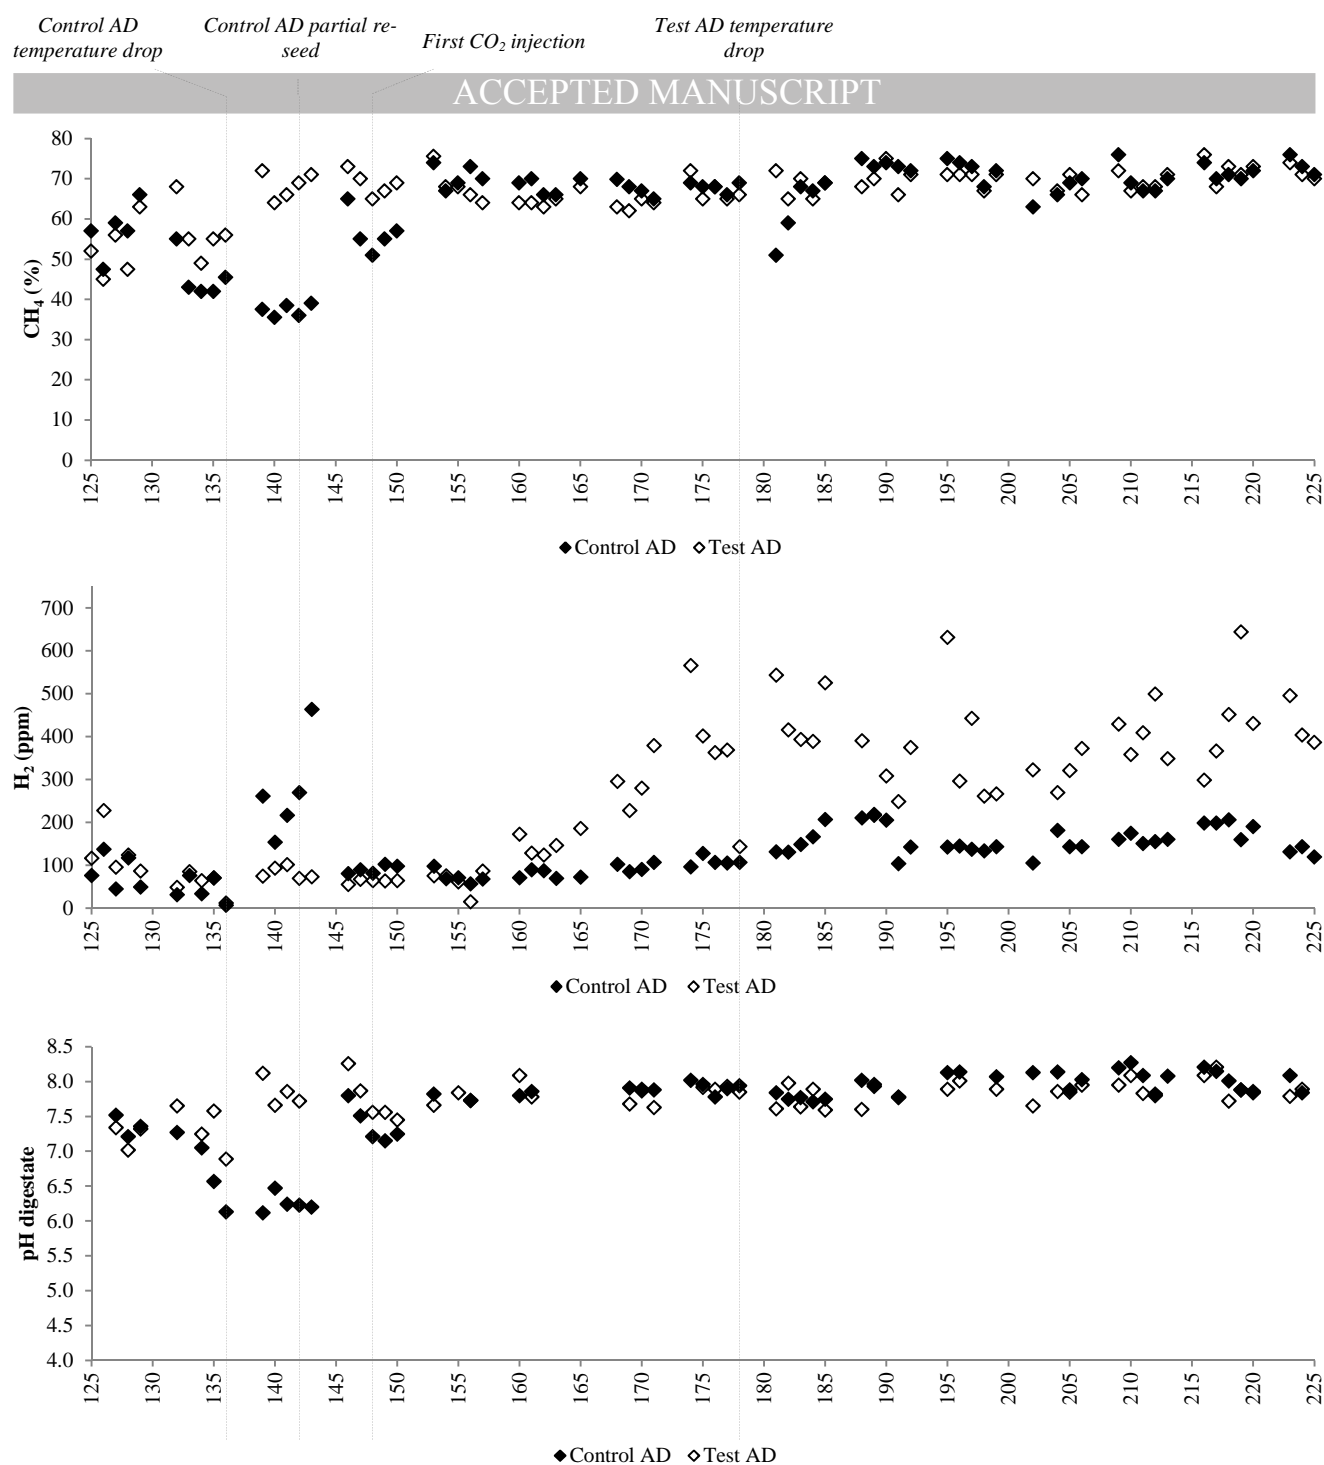 Control AD Control AD partial re- First CO₂ injection Test AD temperature
temperature drop seed drop
ACCEPTED MANUSCRIPT
80
70
60
50
40
30
20
10
0
CH₄ (%)
125 130 135 140 145 150 155 160 165 170 175 180 185 190 195 200 205 210 215 220 225
Control AD Test AD
700
600
500
400
300
200
100
0
H₂ (ppm)
125 130 135 140 145 150 155 160 165 170 175 180 185 190 195 200 205 210 215 220 225
Control AD Test AD
8.5
8.0
7.5
7.0
6.5
6.0
5.5
5.0
4.5
4.0
pH digestate
125 130 135 140 145 150 155 160 165 170 175 180 185 190 195 200 205 210 215 220 225
Control AD Test AD